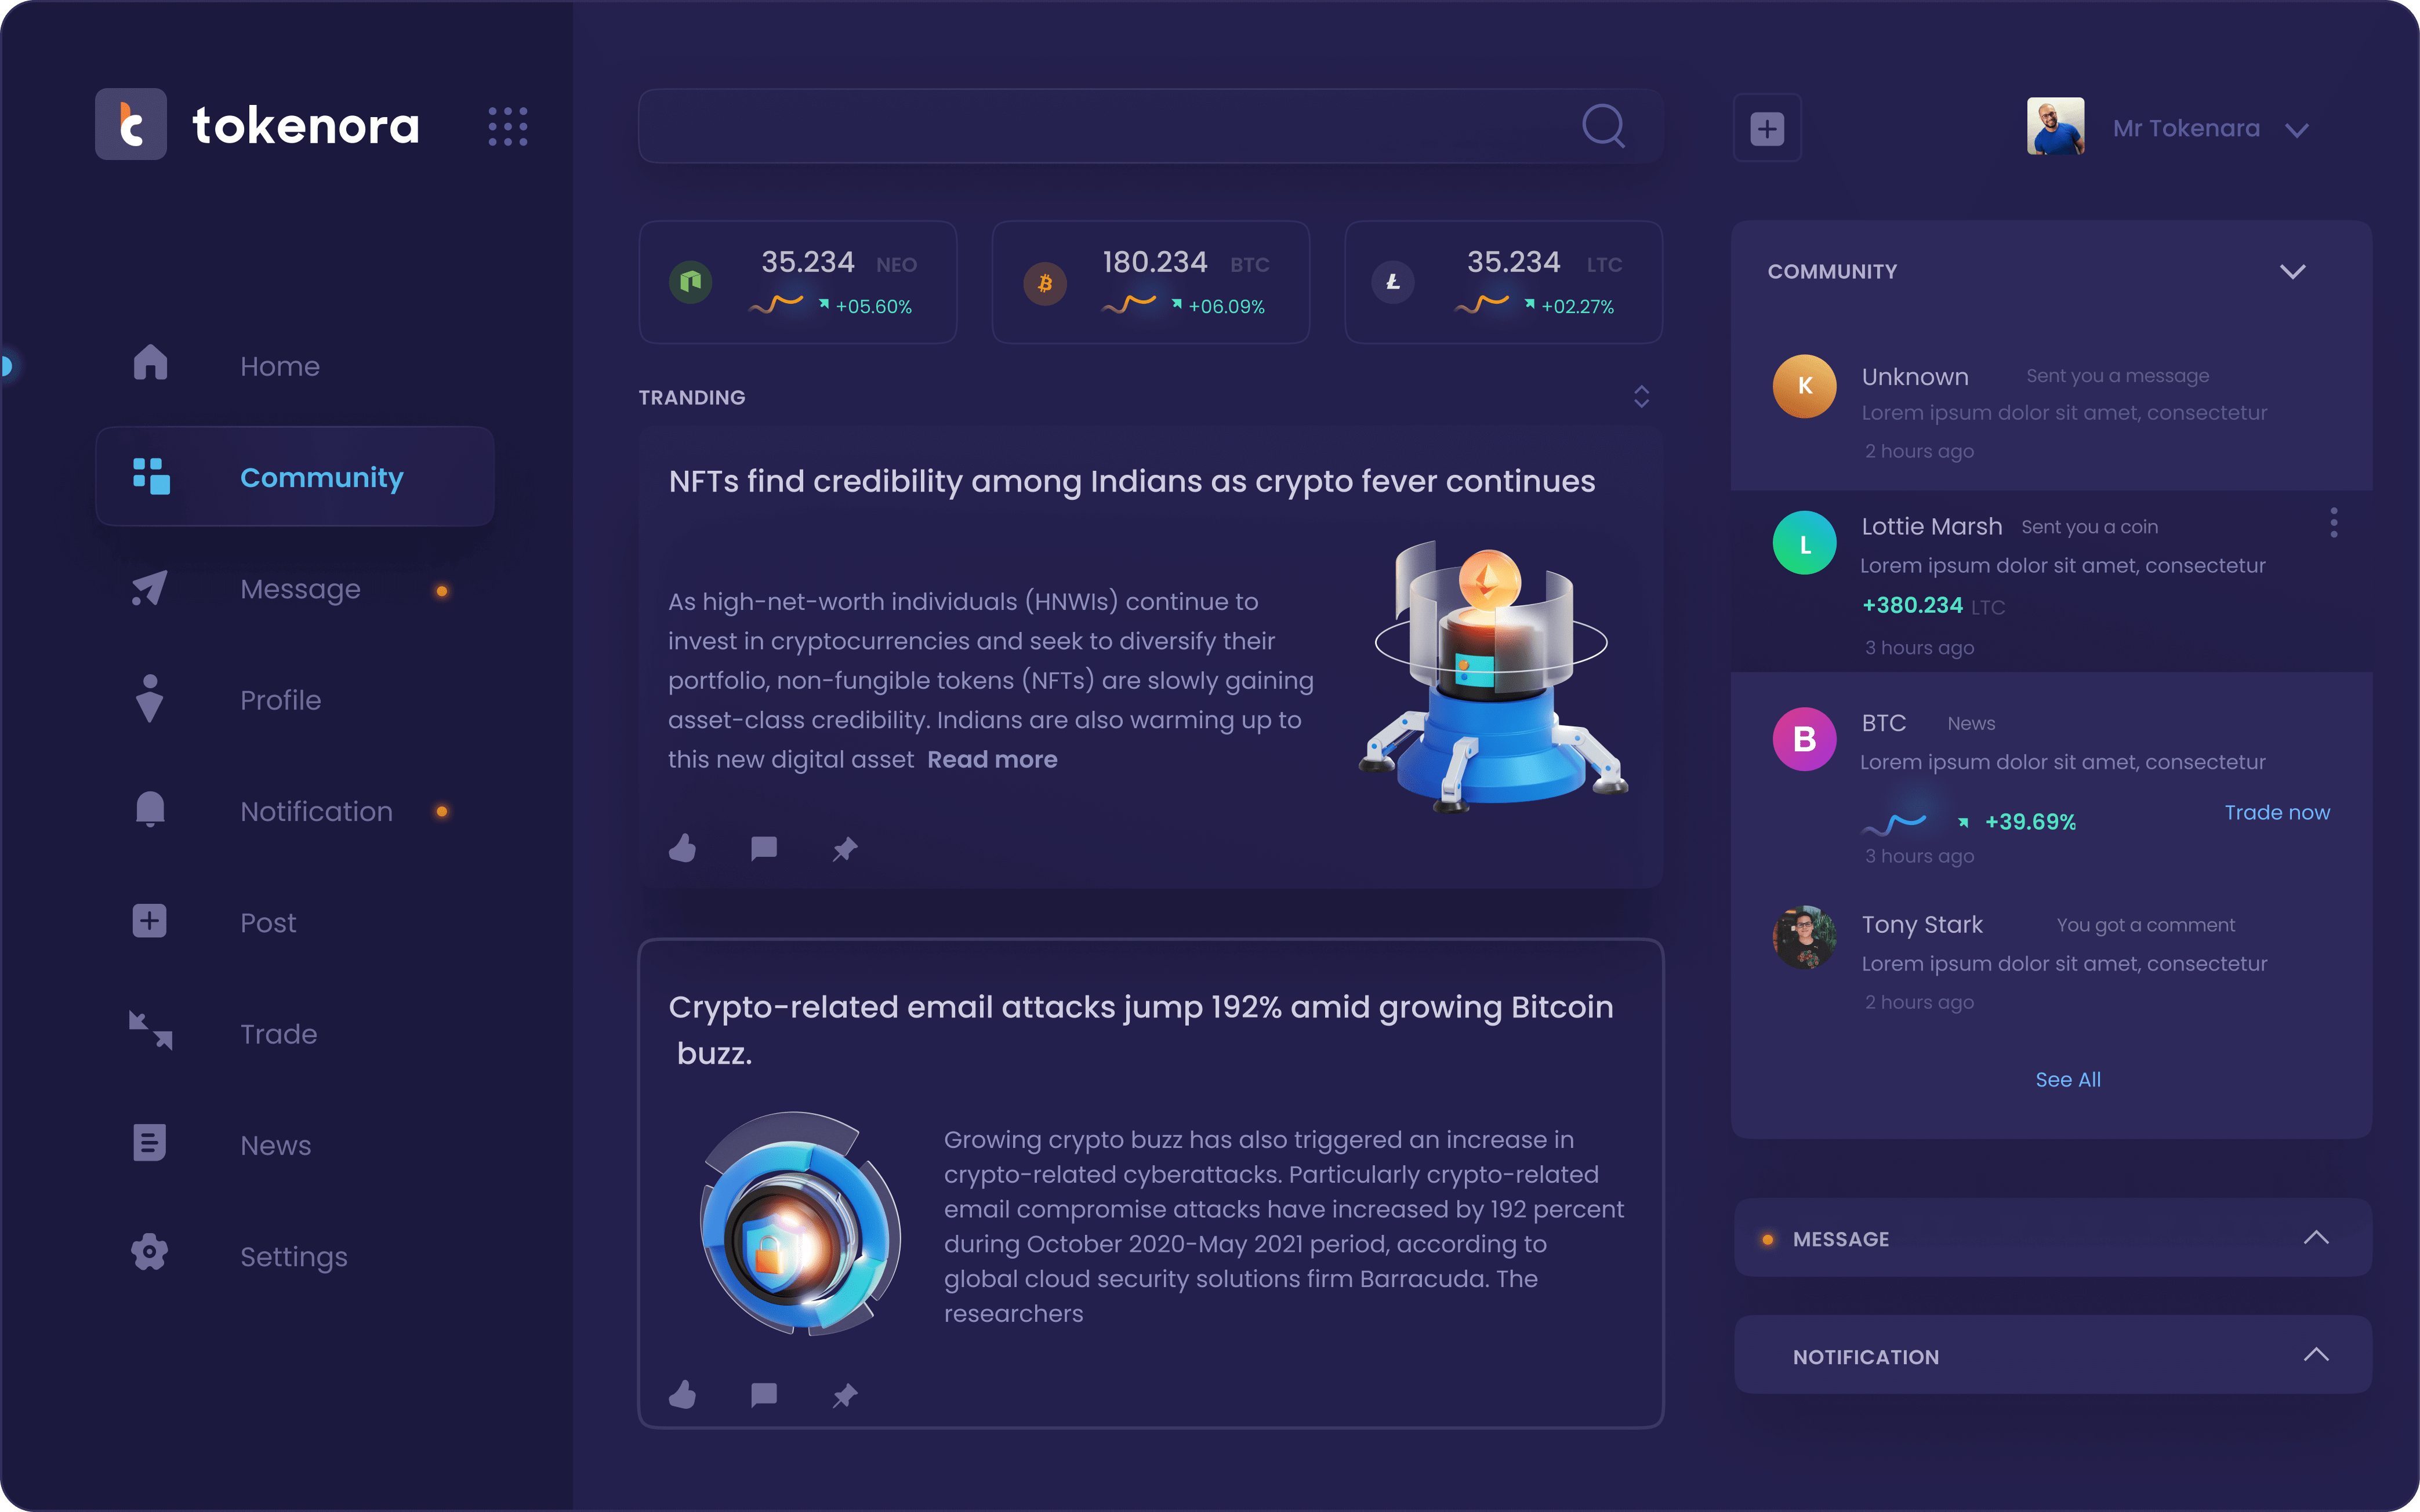 tokenora
Mr Tokenara
Home
Community
Message
Profile
Notification
Post
Trade
News
Settings
35.234 NEO
+05.60%
180.234 BTC
+06.09%
35.234 LTC
+02.27%
TRANDING
NFTs find credibility among Indians as crypto fever continues
As high-net-worth individuals (HNWIs) continue to
invest in cryptocurrencies and seek to diversify their
portfolio, non-fungible tokens (NFTs) are slowly gaining
asset-class credibility. Indians are also warming up to
this new digital asset Read more
Crypto-related email attacks jump 192% amid growing Bitcoin
buzz.
Growing crypto buzz has also triggered an increase in
crypto-related cyberattacks. Particularly crypto-related
email compromise attacks have increased by 192 percent
during October 2020-May 2021 period, according to
global cloud security solutions firm Barracuda. The
researchers
COMMUNITY
K
Unknown Sent you a message
Lorem ipsum dolor sit amet, consectetur
2 hours ago
L
Lottie Marsh Sent you a coin
Lorem ipsum dolor sit amet, consectetur
+380.234 LTC
3 hours ago
B
BTC News
Lorem ipsum dolor sit amet, consectetur
+39.69% Trade now
3 hours ago
Tony Stark You got a comment
Lorem ipsum dolor sit amet, consectetur
2 hours ago
See All
MESSAGE
NOTIFICATION